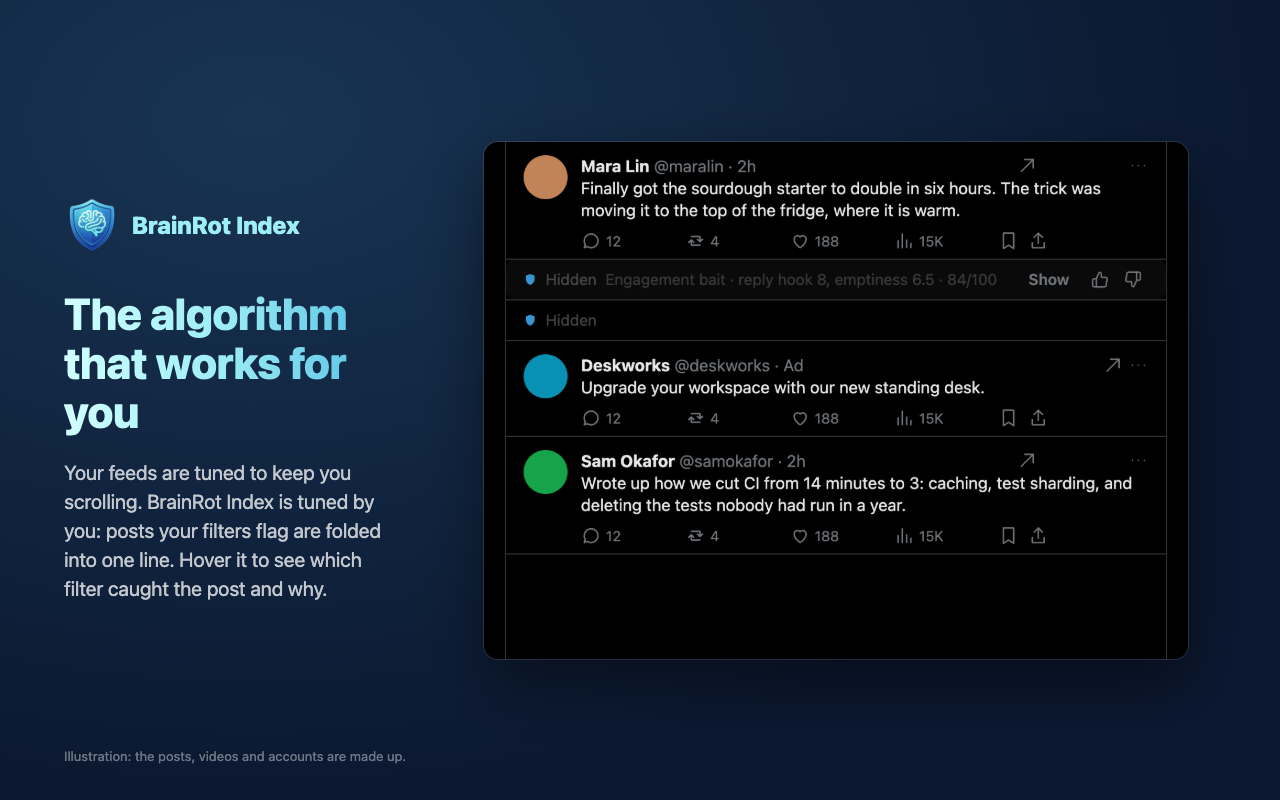 BrainRot Index
The algorithm
that works for
you
Your feeds are tuned to keep you
scrolling. BrainRot Index is tuned by
you: posts your filters flag are folded
into one line. Hover it to see which
filter caught the post and why.
Illustration: the posts, videos and accounts are made up.
Mara Lin @maralin · 2h
Finally got the sourdough starter to double in six hours. The trick was
moving it to the top of the fridge, where it is warm.
12 4 188 15K
Hidden Engagement bait · reply hook 8, emptiness 6.5 · 84/100 Show
Hidden
Deskworks @deskworks · Ad
Upgrade your workspace with our new standing desk.
12 4 188 15K
Sam Okafor @samokafor · 2h
Wrote up how we cut CI from 14 minutes to 3: caching, test sharding, and
deleting the tests nobody had run in a year.
12 4 188 15K